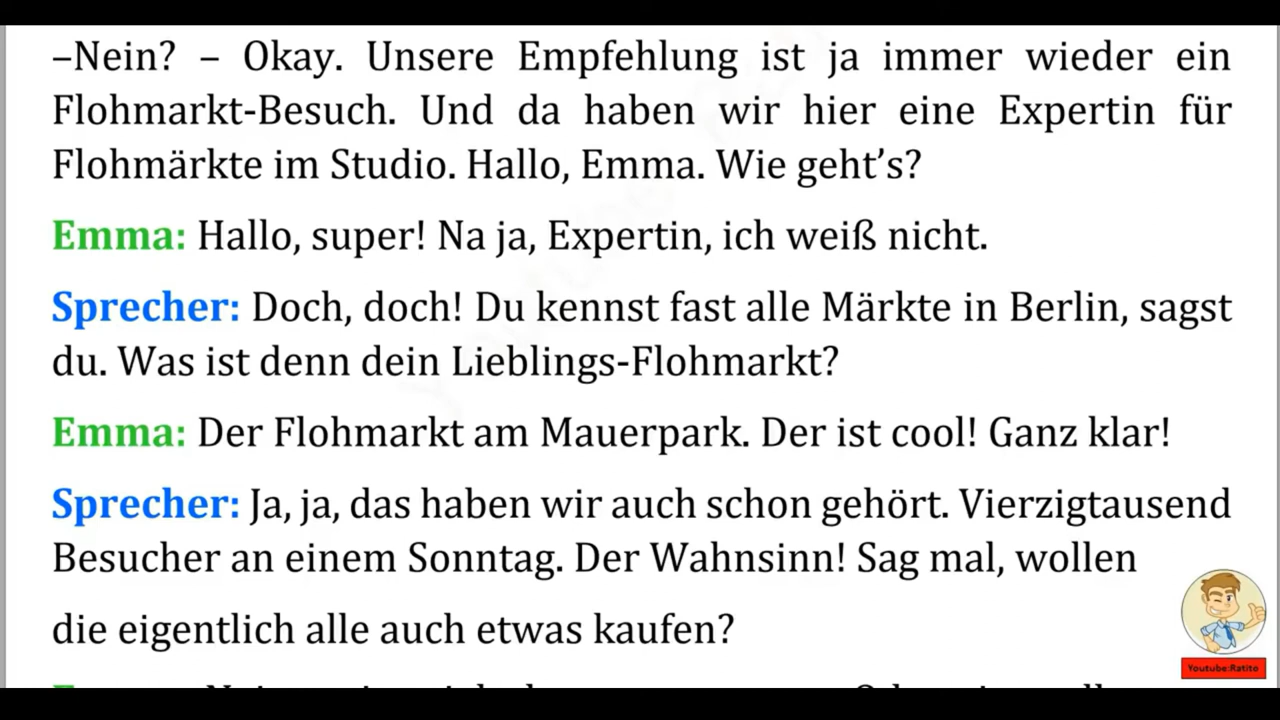 –Nein? – Okay. Unsere Empfehlung ist ja immer wieder ein
Flohmarkt-Besuch. Und da haben wir hier eine Expertin für
Flohmärkte im Studio. Hallo, Emma. Wie geht’s?
Emma: Hallo, super! Na ja, Expertin, ich weiß nicht.
Sprecher: Doch, doch! Du kennst fast alle Märkte in Berlin, sagst
du. Was ist denn dein Lieblings-Flohmarkt?
Emma: Der Flohmarkt am Mauerpark. Der ist cool! Ganz klar!
Sprecher: Ja, ja, das haben wir auch schon gehört. Vierzigtausend
Besucher an einem Sonntag. Der Wahnsinn! Sag mal, wollen
die eigentlich alle auch etwas kaufen?
Youtube:Ratito